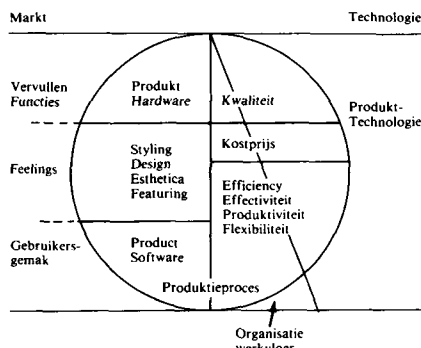 Markt
Technologie
Vervullen
Functies
Produkt
Hardware
Kwaliteit
Produkt-
Technologie
Feelings
Styling
Design
Esthetica
Featuring
Kostprijs
Efficiency
Effectiviteit
Produktiviteit
Flexibiliteit
Gebruikers-
gemak
Product
Software
Produktieproces
Organisatie